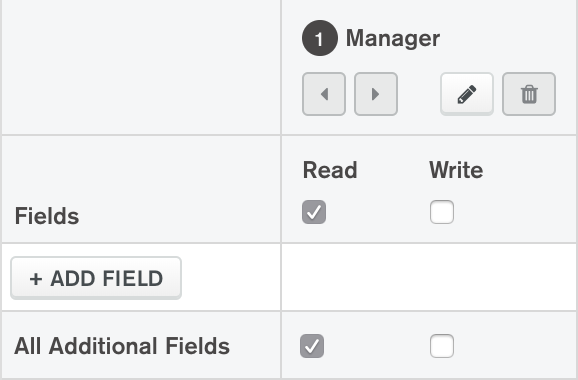 1 Manager
Read Write
Fields
+ ADD FIELD
All Additional Fields